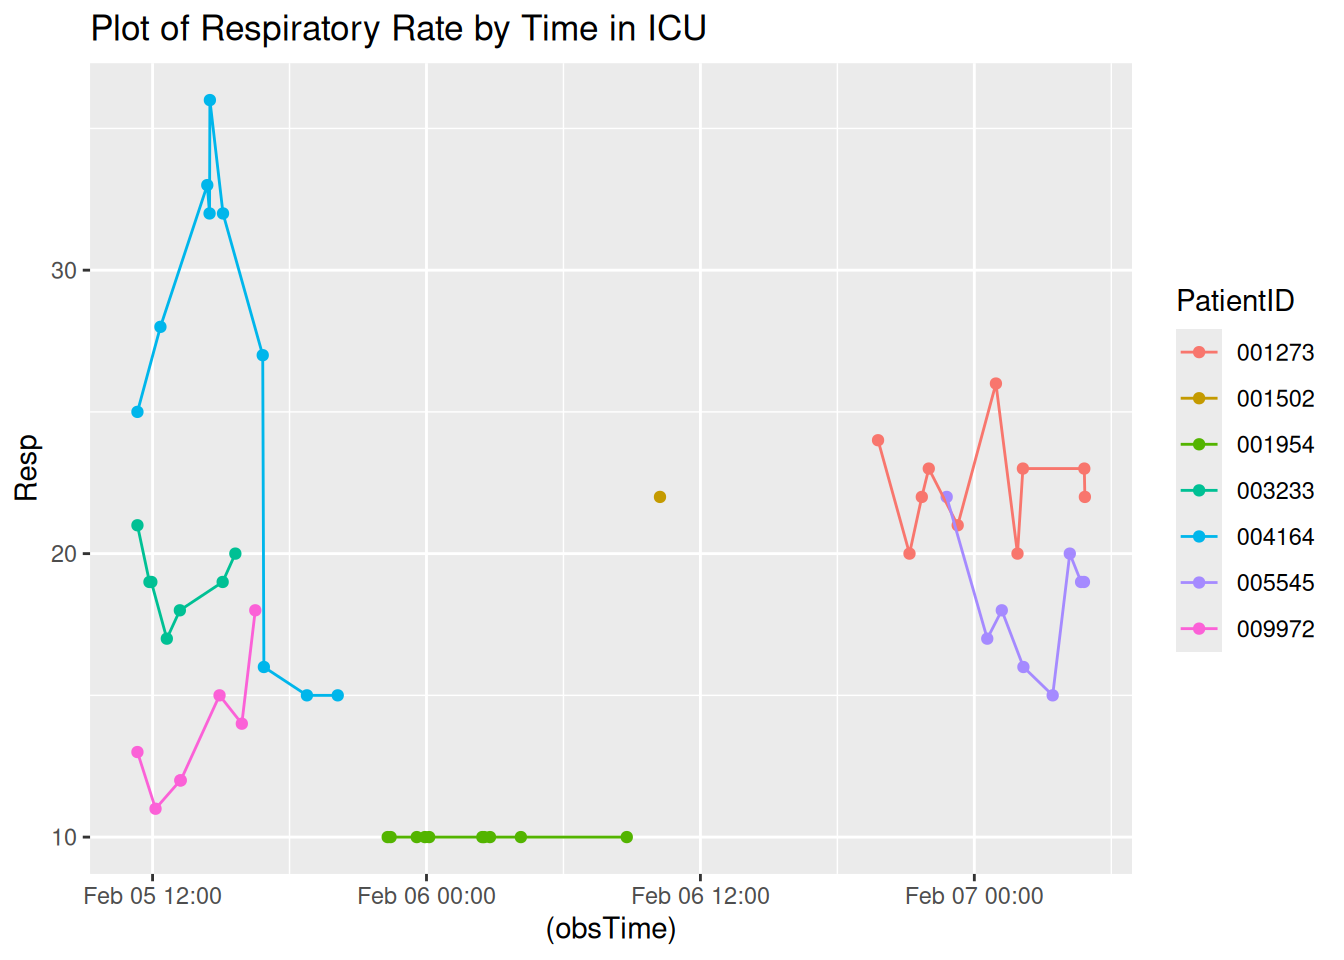 Plot of Respiratory Rate by Time in ICU
Resp
30
20
10
Feb 05 12:00
Feb 06 00:00
Feb 06 12:00
Feb 07 00:00
(obsTime)
PatientID
001273
001502
001954
003233
004164
005545
009972